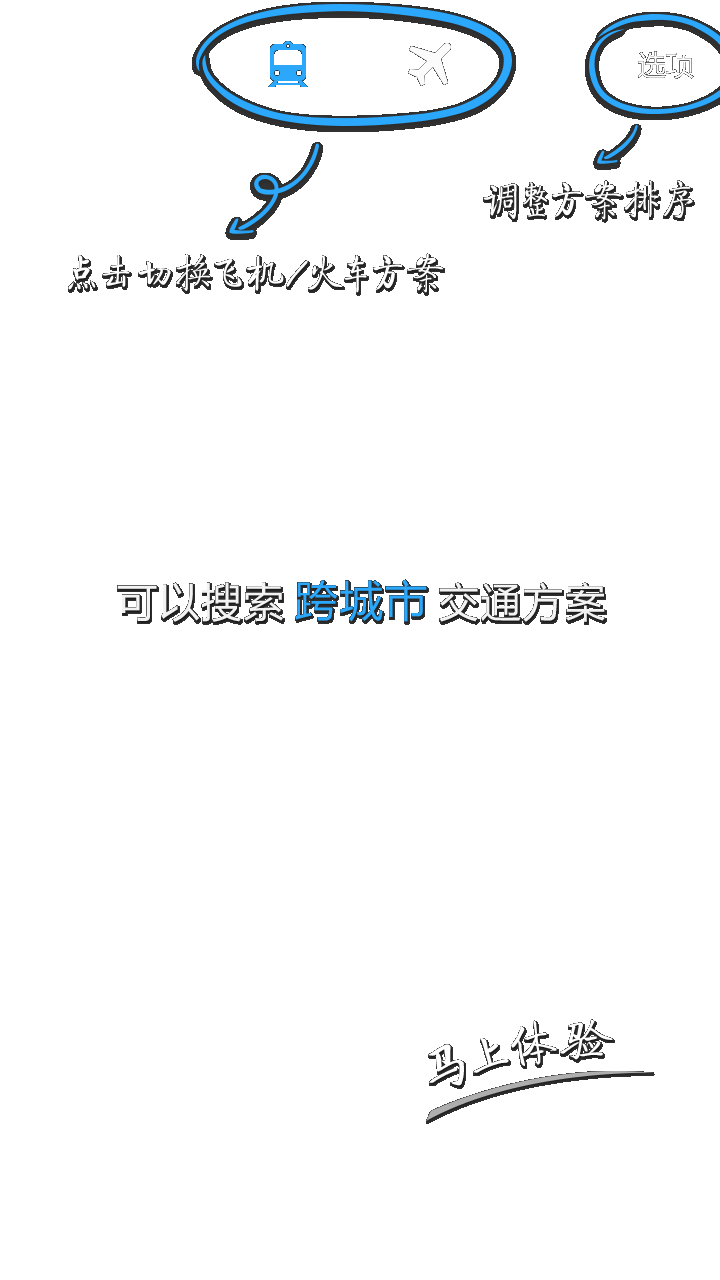 选项
调整方案排序
点击切换飞机/火车方案
可以搜索 跨城市 交通方案
马上体验